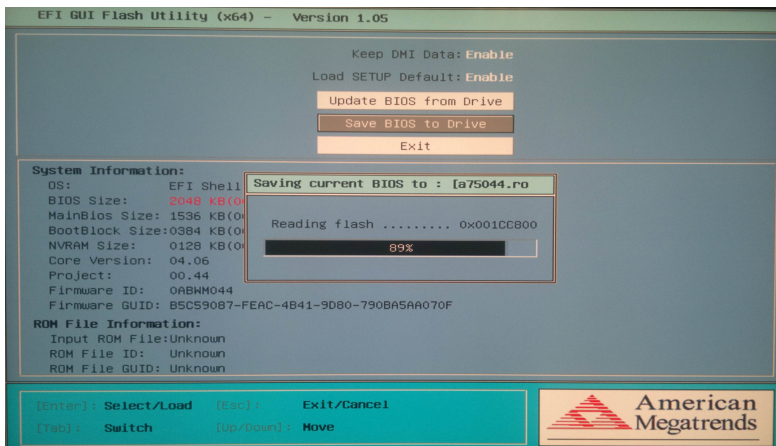 EFI GUI Flash Utility (x64) - Version 1.05
Keep DMI Data: Enable
Load SETUP Default: Enable
Update BIOS from Drive
Save BIOS to Drive
Exit
System Information:
OS: EFI Shell
BIOS Size: 2048 KB(0
MainBios Size: 1536 KB(0
BootBlock Size:0384 KB(0
NVRAM Size: 0128 KB(0
Core Version: 04.06
Project: 00.44
Firmware ID: 0ABWM044
Firmware GUID: B5C59087-FEAC-4B41-9D80-790BA5AA070F
Saving current BIOS to : [a75044.ro
Reading flash ......... 0x001CC800
89%
ROM File Information:
Input ROM File:Unknown
ROM File ID: Unknown
ROM File GUID: Unknown
[Enter]: Select/Load [Esc]: Exit/Cancel
[Tab]: Switch [Up/Down]: Move
American
Megatrends